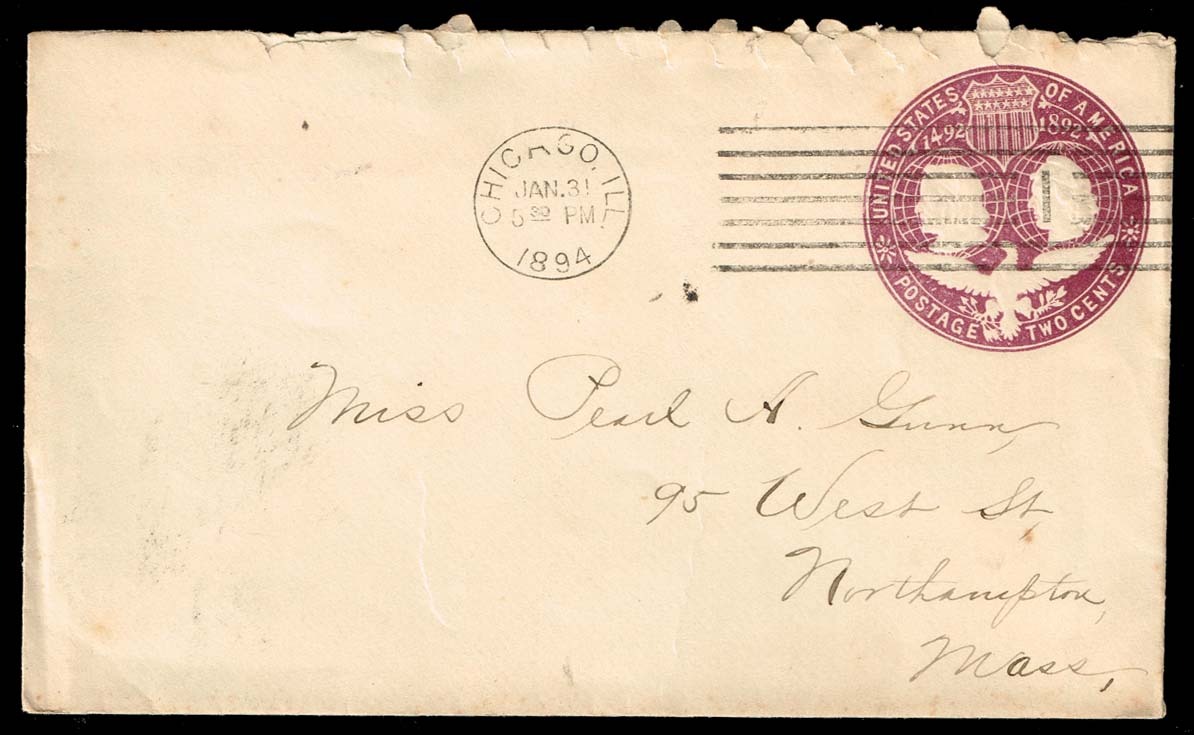 CHICAGO, ILL.
JAN. 31
5 30 PM
1894
UNITED STATES OF AMERICA
1492 1892
POSTAGE TWO CENTS
Miss Pearl A. Gunn,
95 West St,
Northampton,
Mass,